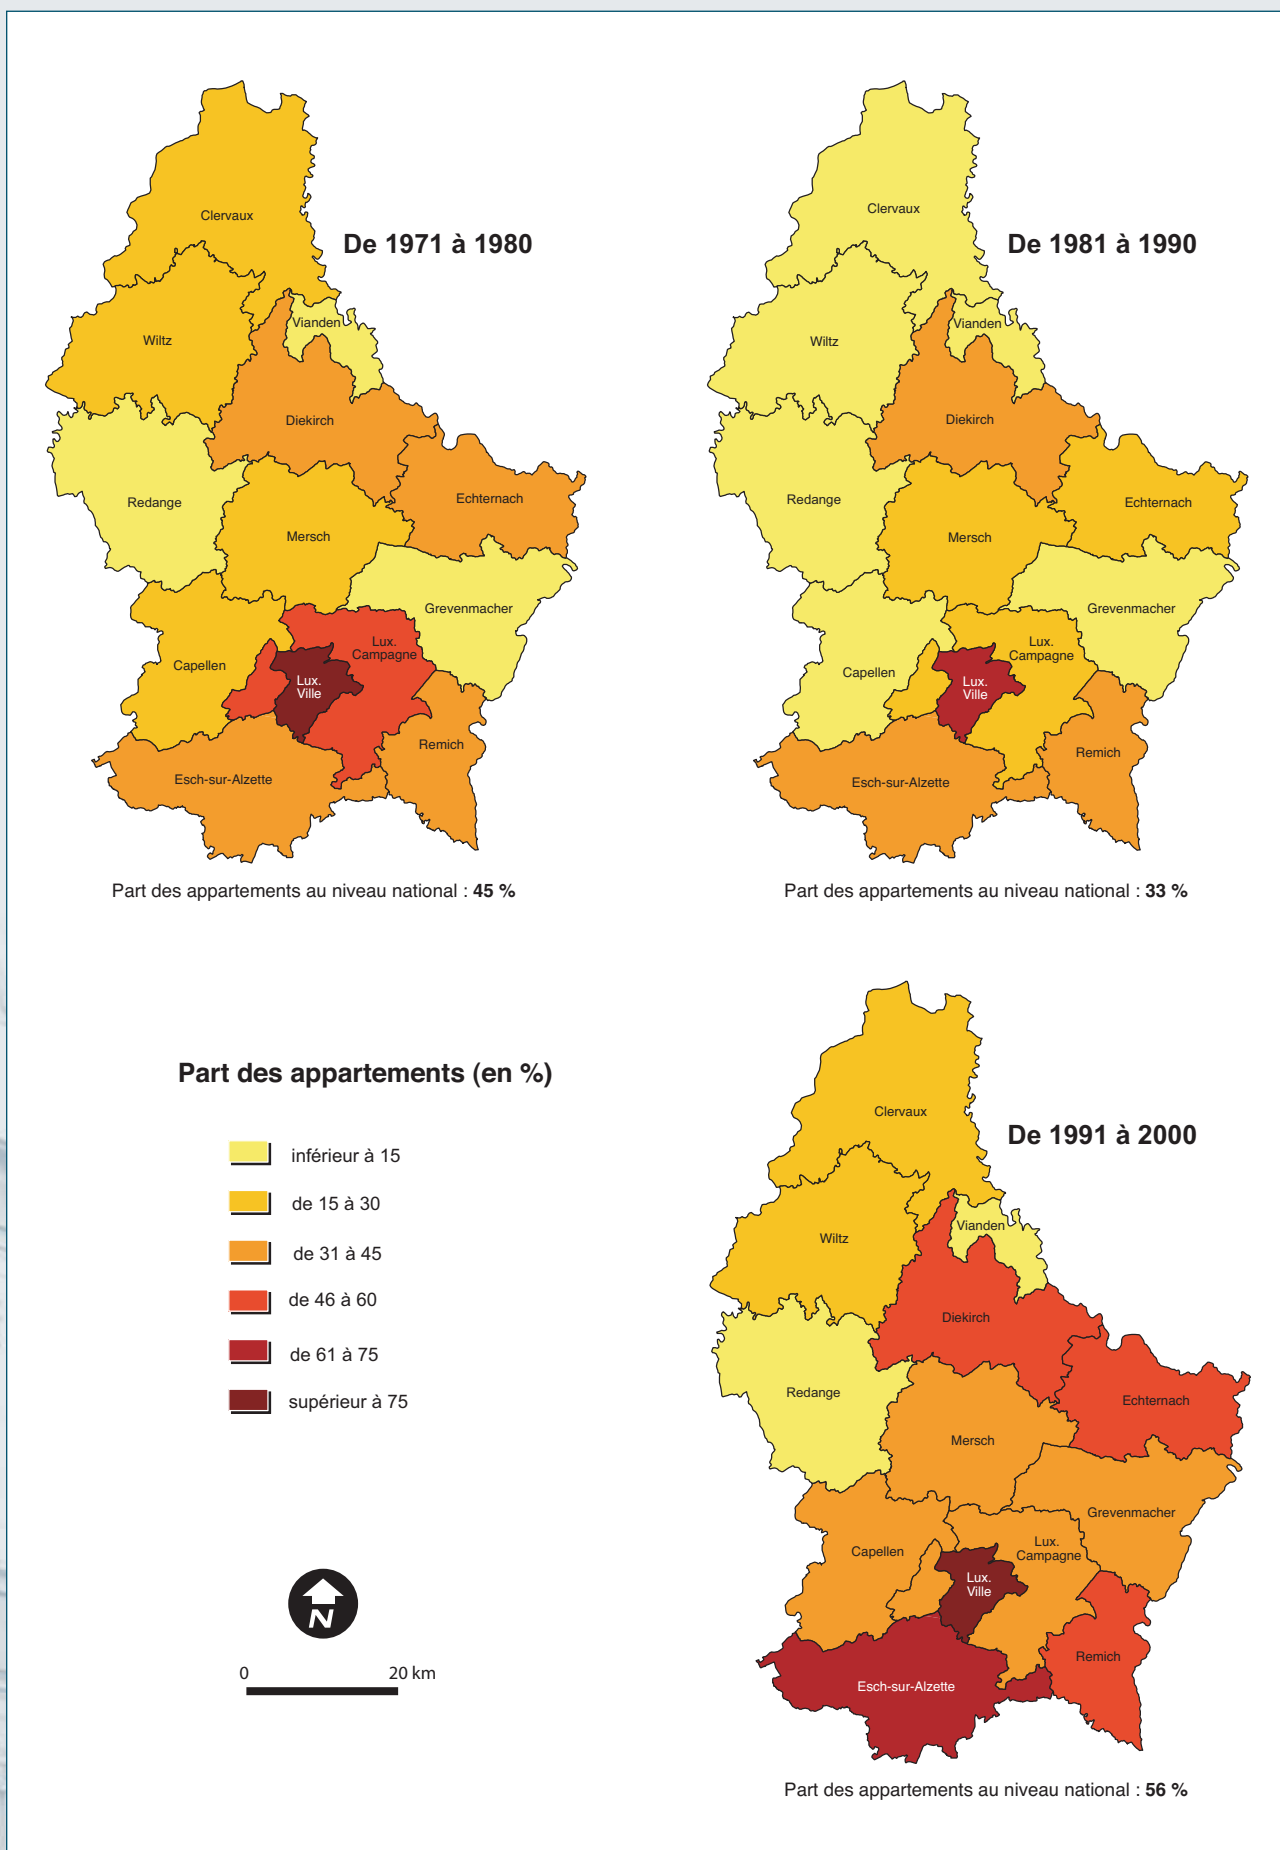 De 1971 à 1980
Clervaux
Wiltz
Vianden
Diekirch
Redange
Echternach
Mersch
Grevenmacher
Capellen
Lux.
Campagne
Lux.
Ville
Remich
Esch-sur-Alzette
Part des appartements au niveau national : 45 %
De 1981 à 1990
Clervaux
Vianden
Wiltz
Diekirch
Redange
Echternach
Mersch
Grevenmacher
Lux.
Campagne
Capellen
Lux.
Ville
Remich
Esch-sur-Alzette
Part des appartements au niveau national : 33 %
Part des appartements (en %)
inférieur à 15
de 15 à 30
de 31 à 45
de 46 à 60
de 61 à 75
supérieur à 75
N
0 20 km
De 1991 à 2000
Clervaux
Vianden
Wiltz
Diekirch
Redange
Echternach
Mersch
Grevenmacher
Lux.
Campagne
Capellen
Lux.
Ville
Remich
Esch-sur-Alzette
Part des appartements au niveau national : 56 %